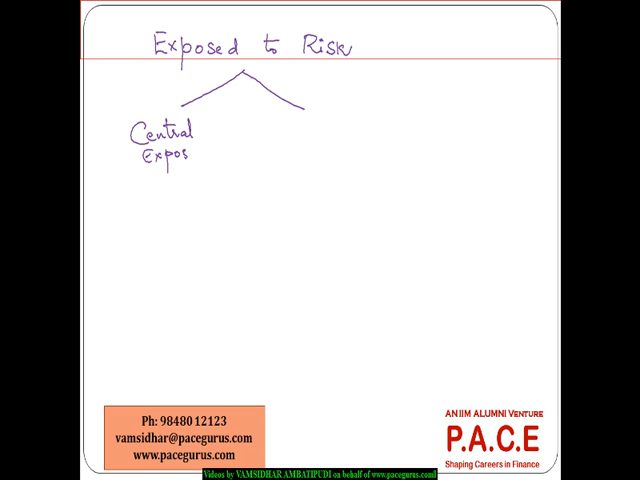 Exposed to Risk
Central
Expos
Ph: 98480 12123
vamsidhar@pacegurus.com
www.pacegurus.com
AN IIM ALUMNI VENTURE
P.A.C.E
Shaping Careers in Finance
Videos by VAMSIDHAR AMBATIPUDI on behalf of www.pacegurus.com